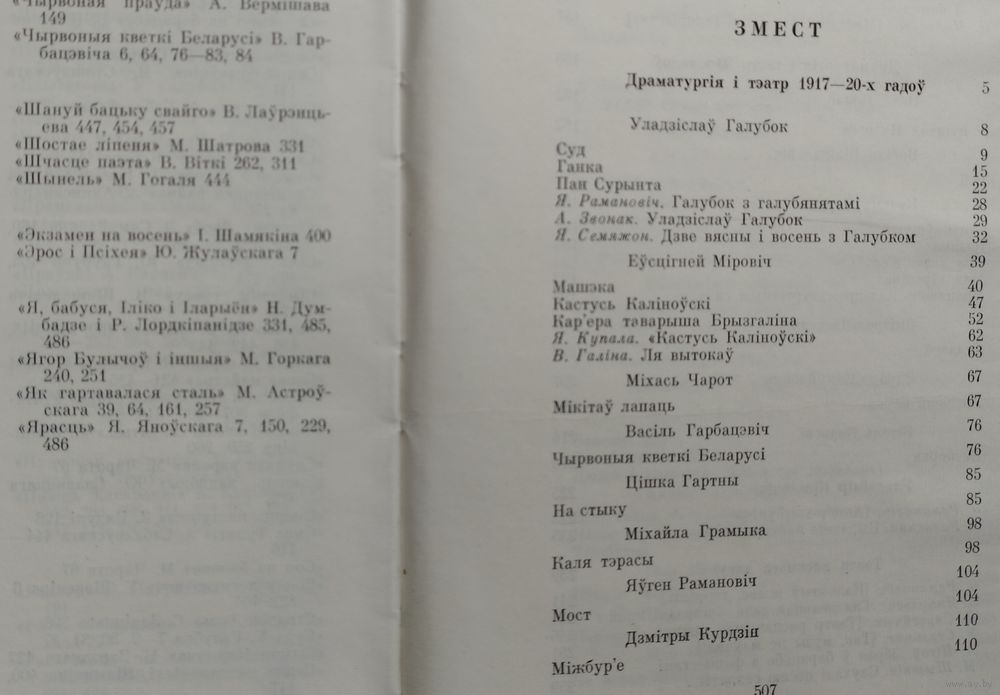 «Чырвоная праўда» А. Вермішава
149
«Чырвоныя кветкі Беларусі» В. Гар-
бацэвіча 6, 64, 76—83, 84
«Шануй бацьку свайго» В. Лаўрэнць-
ева 447, 454, 457
«Шостае ліпеня» М. Шатрова 331
«Шчасце паэта» В. Віткі 262, 311
«Шынель» М. Гогаля 444
«Экзамен на восень» І. Шамякіна 400
«Эрос і Псіхея» Ю. Жулаўскага 7
«Я, бабуся, Іліко і Іларыён» Н. Дум-
бадзе і Р. Лордкіпанідзе 331, 485,
486
«Ягор Булычоў і іншыя» М. Горкага
240, 251
«Як гартавалася сталь» М. Астроў-
скага 39, 64, 161, 257
«Ярасць» Я. Яноўскага 7, 150, 229,
486
ЗМЕСТ
Драматургія і тэатр 1917—20-х гадоў 5
Уладзіслаў Галубок 8
Суд 9
Ганка 15
Пан Сурынта 22
Я. Рамановіч. Галубок з галубянятамі 28
А. Звонак. Уладзіслаў Галубок 29
Я. Семяжон. Дзве вясны і восень з Галубком 32
Еўсцігней Міровіч 39
Машэка 40
Кастусь Каліноўскі 47
Кар'ера таварыша Брызгаліна 52
Я. Купала. «Кастусь Каліноўскі» 62
В. Галіна. Ля вытокаў 63
Міхась Чарот 67
Мікітаў лапаць 67
Васіль Гарбацэвіч 76
Чырвоныя кветкі Беларусі 76
Цішка Гартны 85
На стыку 85
Міхайла Грамыка 98
Каля тэрасы 98
Яўген Рамановіч 104
Мост 104
Дзмітры Курдзін 110
Міжбур'е 110
507
www.ay.by